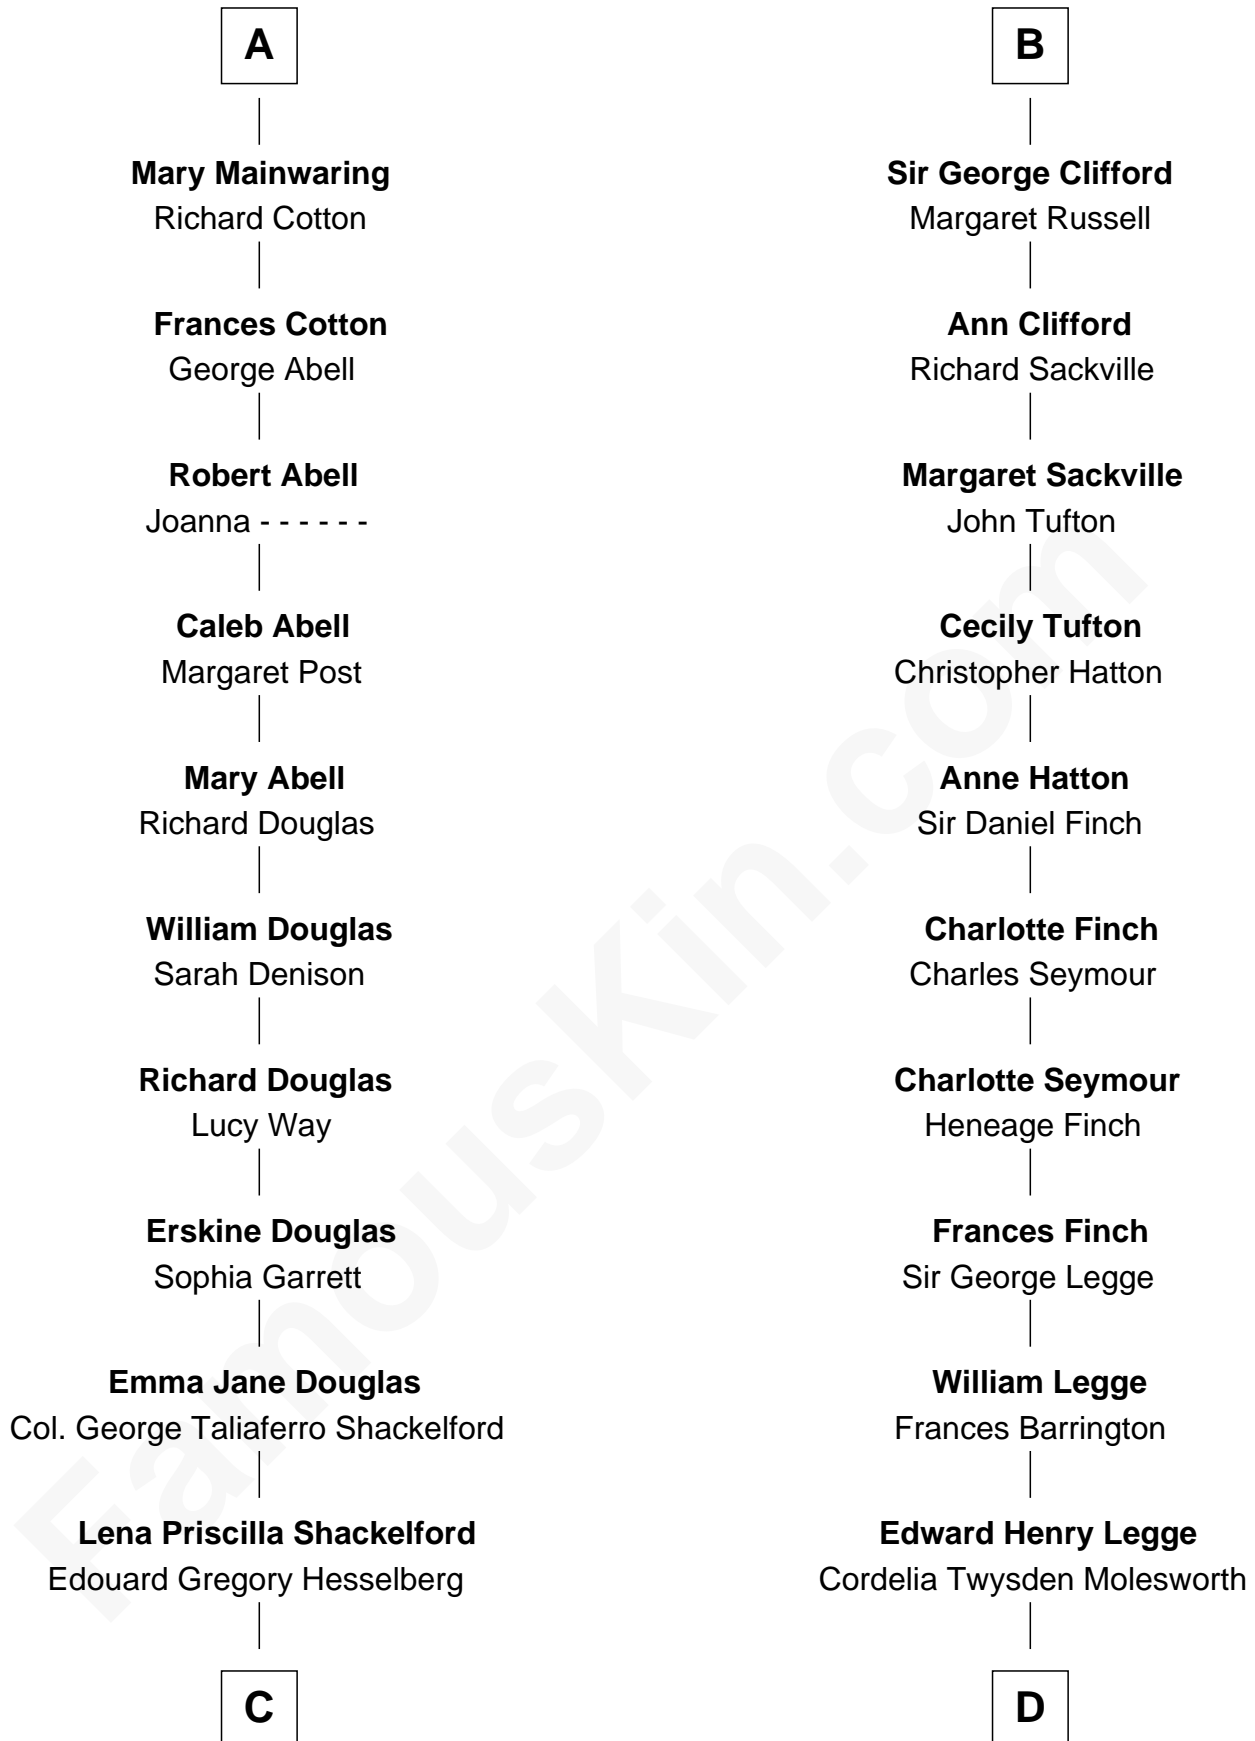 A
Mary Mainwaring
Richard Cotton
Frances Cotton
George Abell
Robert Abell
Joanna - - - - - -
Caleb Abell
Margaret Post
Mary Abell
Richard Douglas
William Douglas
Sarah Denison
Richard Douglas
Lucy Way
Erskine Douglas
Sophia Garrett
Emma Jane Douglas
Col. George Taliaferro Shackelford
Lena Priscilla Shackelford
Edouard Gregory Hesselberg
C
B
Sir George Clifford
Margaret Russell
Ann Clifford
Richard Sackville
Margaret Sackville
John Tufton
Cecily Tufton
Christopher Hatton
Anne Hatton
Sir Daniel Finch
Charlotte Finch
Charles Seymour
Charlotte Seymour
Heneage Finch
Frances Finch
Sir George Legge
William Legge
Frances Barrington
Edward Henry Legge
Cordelia Twysden Molesworth
D
FamousKin.com